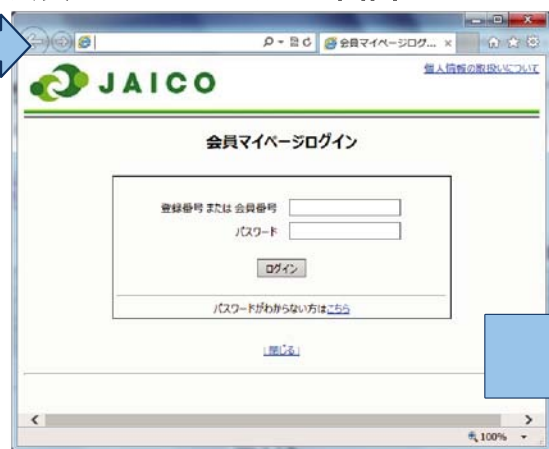 会員マイページログ...
個人情報の取扱いについて
JAICO
会員マイページログイン
登録番号 または 会員番号
パスワード
ログイン
パスワードがわからない方はこちら
| 閉じる |
100%